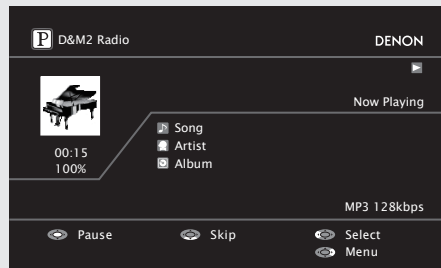 P D&M2 Radio
DENON
Now Playing
Song
Artist
Album
00:15
100%
MP3 128kbps
Pause
Skip
Select
Menu